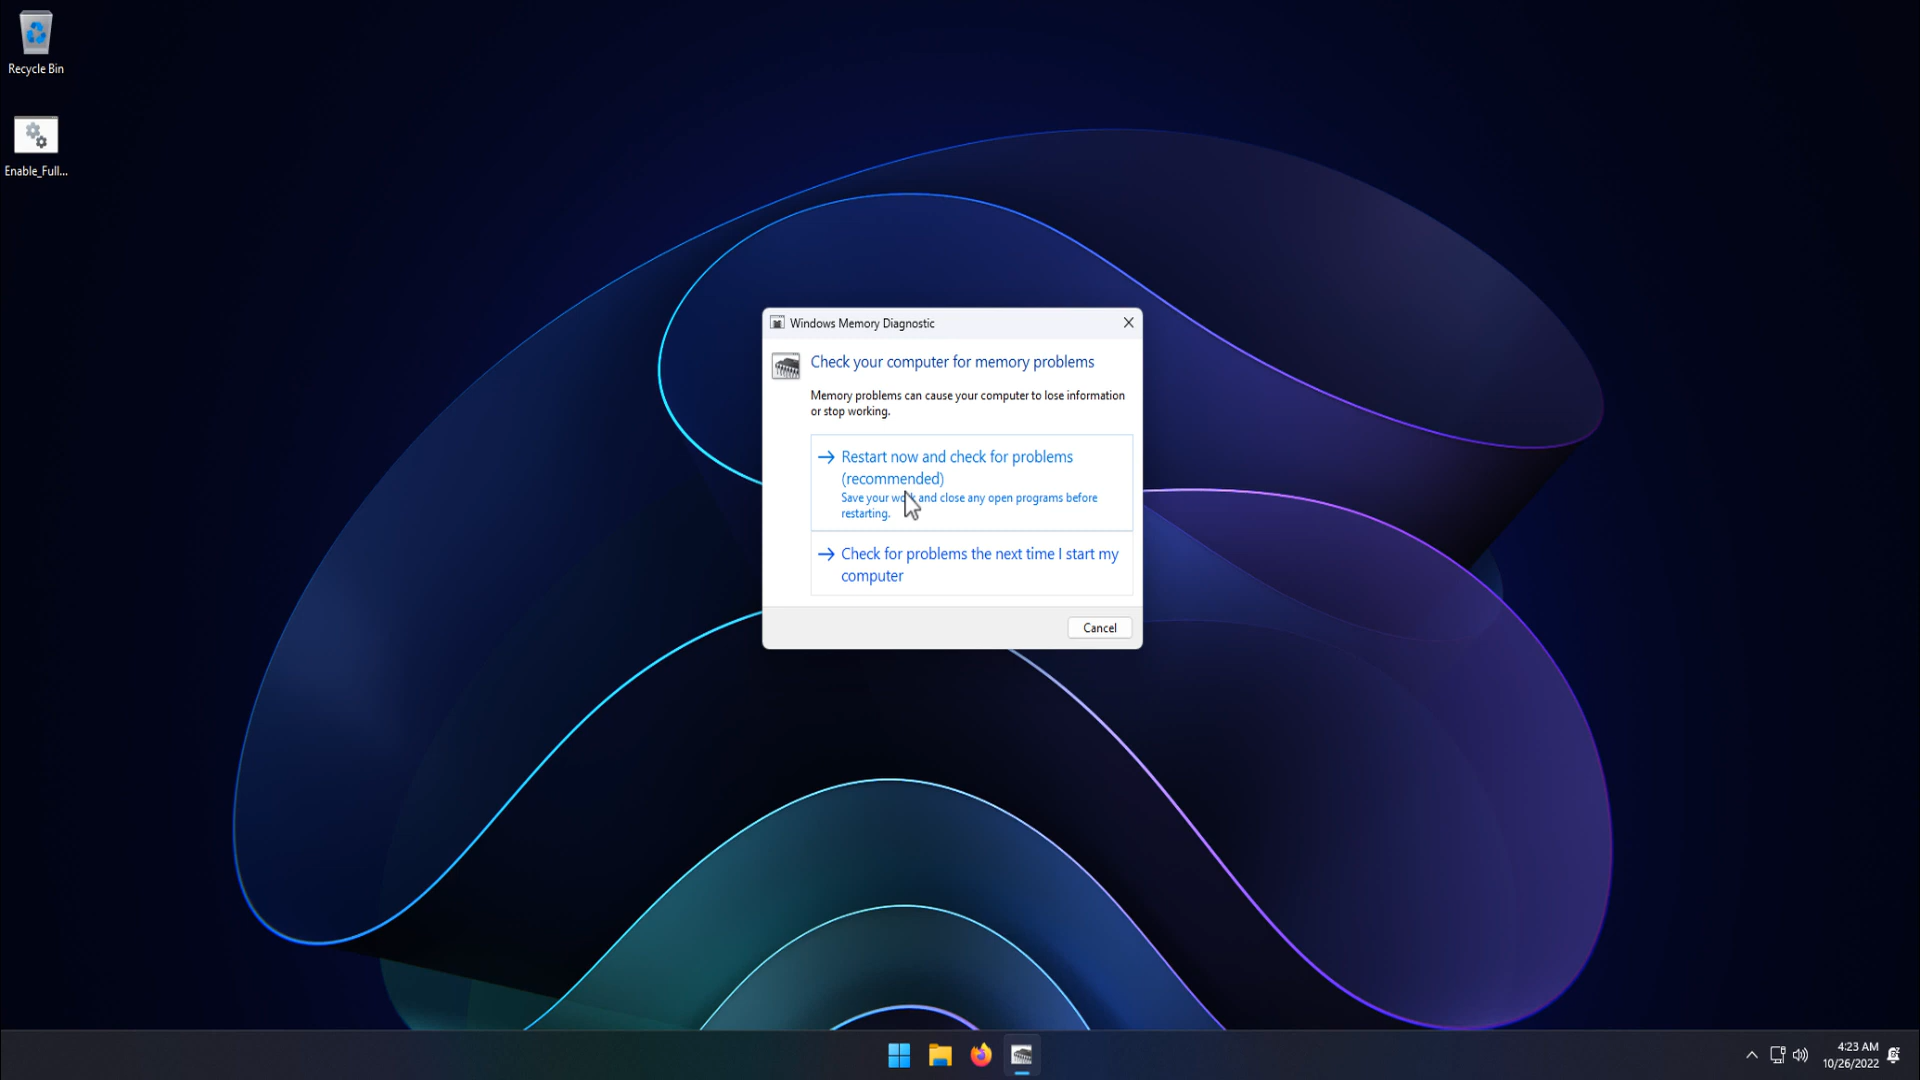 Recycle Bin
Enable_Full...
Windows Memory Diagnostic
Check your computer for memory problems
Memory problems can cause your computer to lose information
or stop working.
Restart now and check for problems
(recommended)
Save your work and close any open programs before
restarting.
Check for problems the next time I start my
computer
Cancel
4:23 AM
10/26/2022